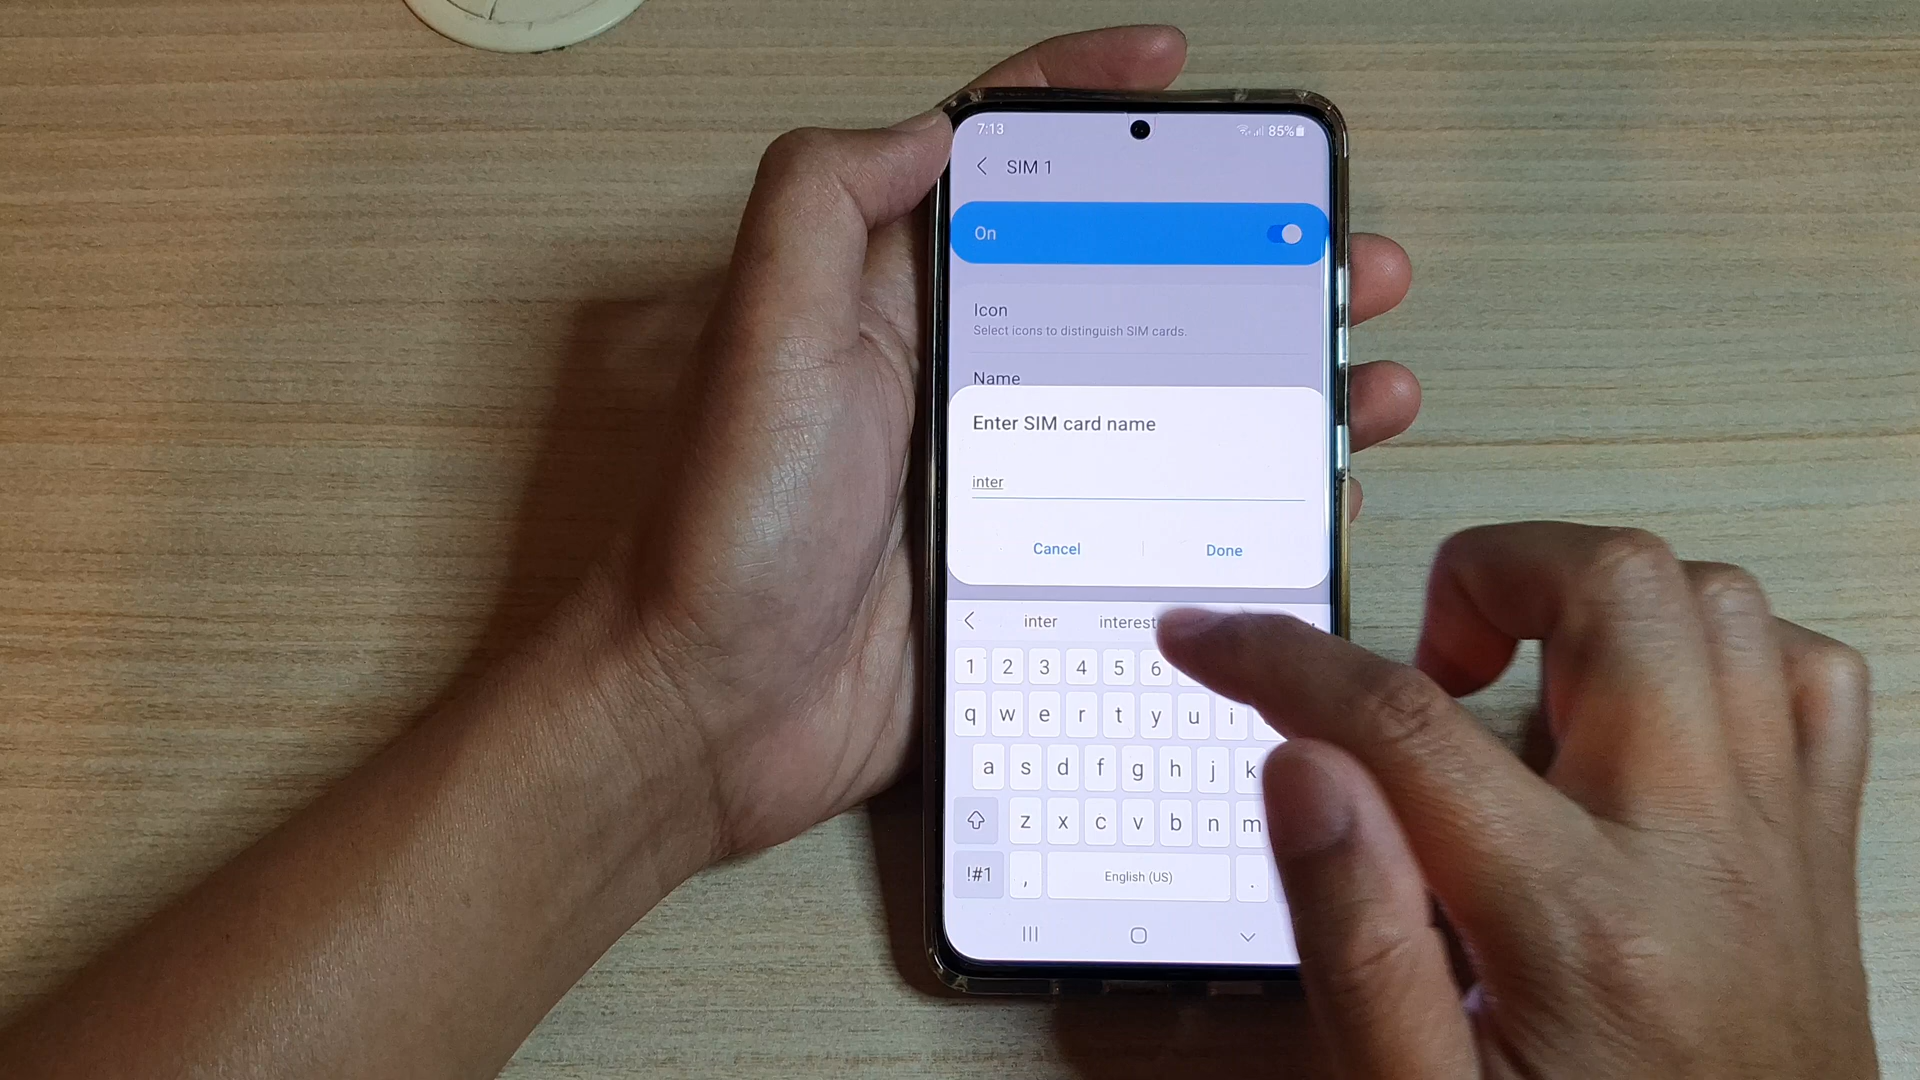 7:13 85%
SIM 1
On
Icon
Select icons to distinguish SIM cards.
Name
Enter SIM card name
inter
Cancel Done
inter
1 2 3 4 5 6
q w e r t y u i
a s d f g h j k
z x c v b n m
!#1 , English (US) .